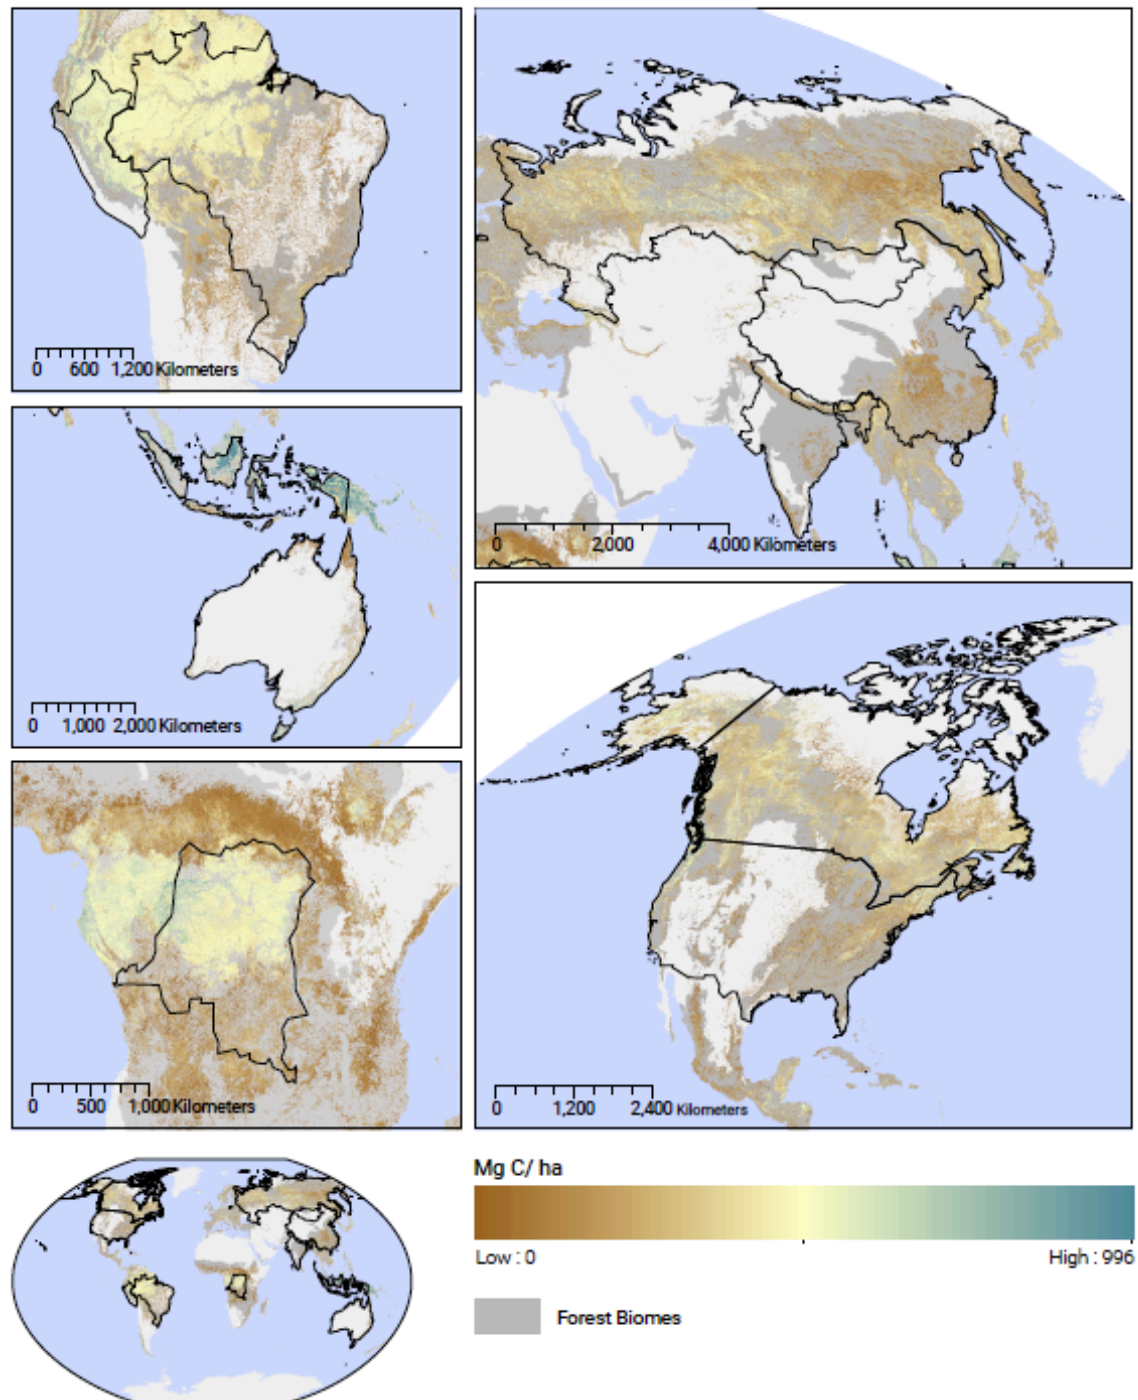 0 600 1,200 Kilometers
0 2,000 4,000 Kilometers
0 1,000 2,000 Kilometers
0 500 1,000 Kilometers
0 1,200 2,400 Kilometers
Mg C/ ha
Low : 0 High : 996
Forest Biomes